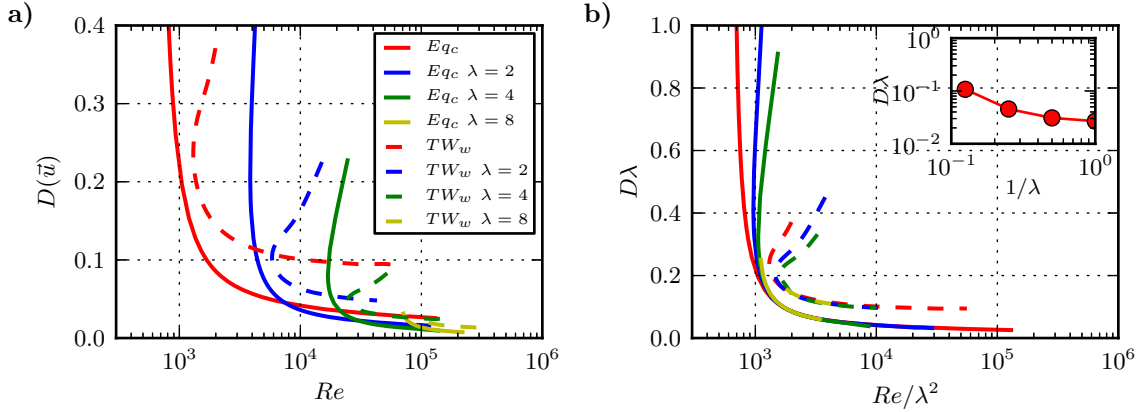 a)
0.4
0.3
0.2
0.1
0.0
D(u⃗)
10³
10⁴
10⁵
10⁶
Re
Eq_c
Eq_c λ = 2
Eq_c λ = 4
Eq_c λ = 8
TW_w
TW_w λ = 2
TW_w λ = 4
TW_w λ = 8
b)
1.0
0.8
0.6
0.4
0.2
0.0
Dλ
10³
10⁴
10⁵
10⁶
Re/λ²
10⁰
10⁻¹
10⁻²
Dλ
10⁻¹
10⁰
1/λ